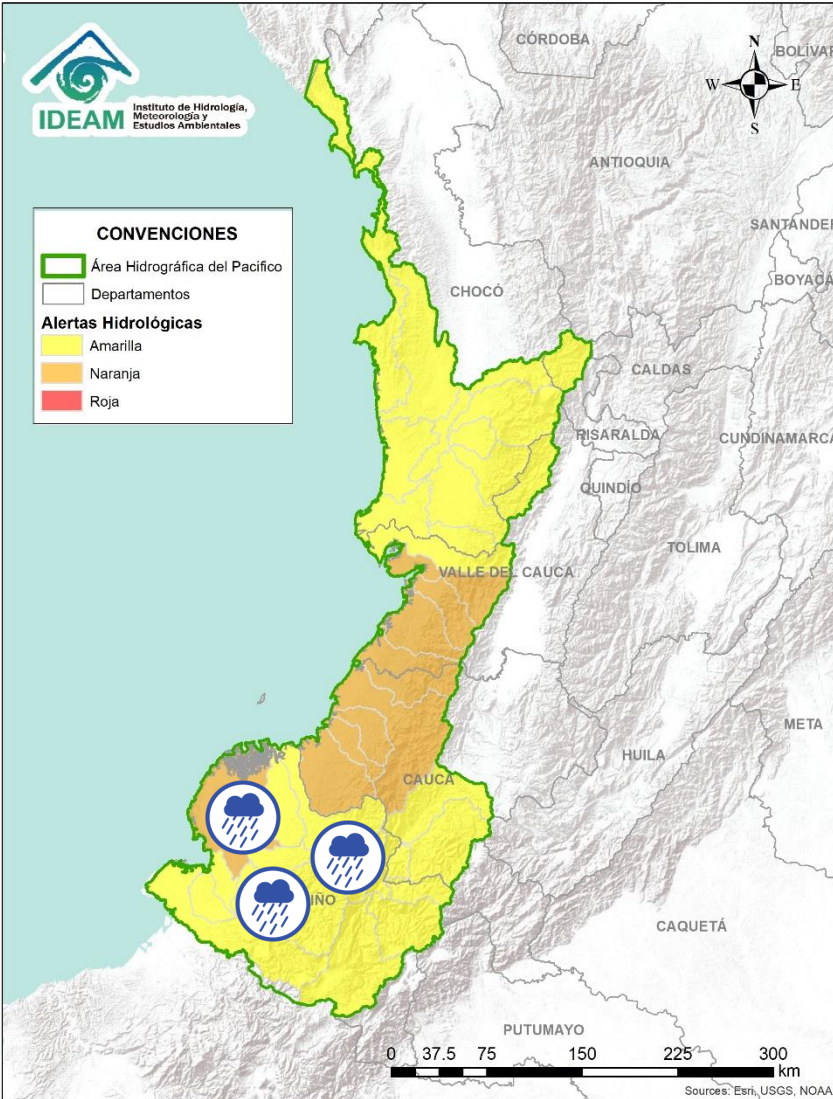 IDEAM
Instituto de Hidrología,
Meteorología y
Estudios Ambientales
CÓRDOBA
BOLÍVAR
N
W
E
S
ANTIOQUIA
SANTANDER
BOYACÁ
CONVENCIONES
Área Hidrográfica del Pacifico
Departamentos
Alertas Hidrológicas
Amarilla
Naranja
Roja
CHOCÓ
CALDAS
RISARALDA
CUNDINAMARCA
QUINDÍO
TOLIMA
VALLE DEL CAUCA
META
HUILA
CAUCA
IÑO
CAQUETÁ
PUTUMAYO
0 37.5 75 150 225 300
km
Sources: Esri, USGS, NOAA